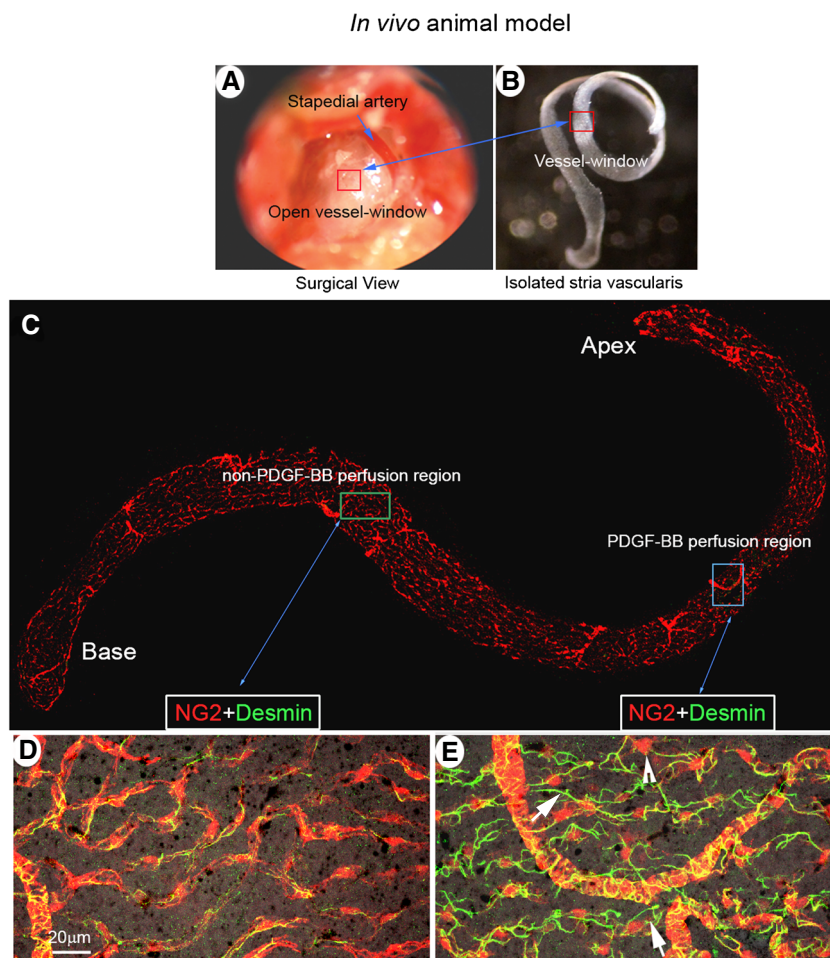 In vivo animal model
A
Stapedial artery
Open vessel-window
B
Vessel-window
Surgical View
Isolated stria vascularis
C
Apex
non-PDGF-BB perfusion region
PDGF-BB perfusion region
Base
NG2+Desmin
NG2+Desmin
D
20μm
E